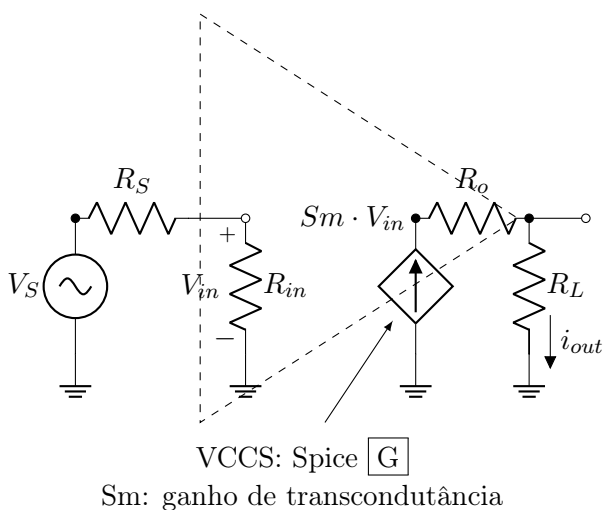 R_S
R_o
Sm · V_in
+
V_S
V_in
R_in
R_L
−
i_out
VCCS: Spice G
Sm: ganho de transcondutância